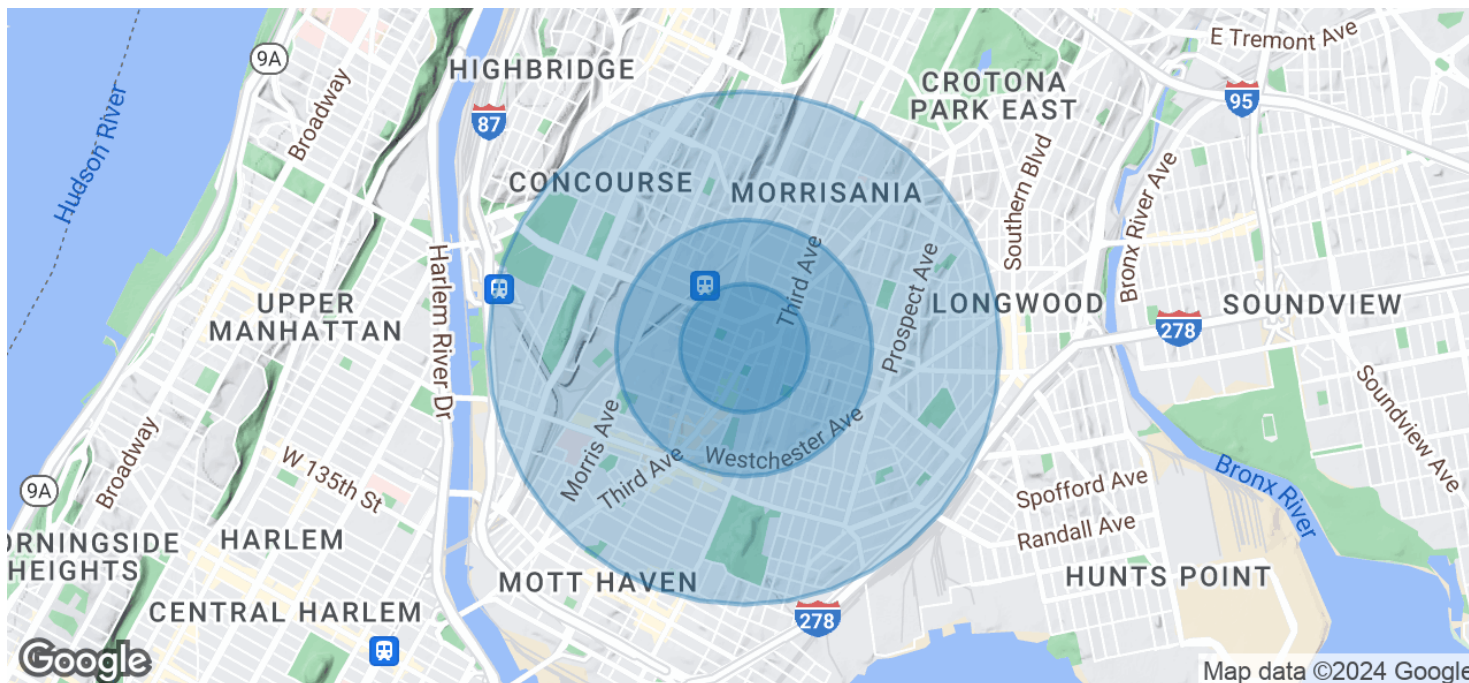 E Tremont Ave
9A
HIGHBRIDGE
Broadway
CROTONA
PARK EAST
95
87
Hudson River
CONCOURSE
MORRISANIA
Southern Blvd
Bronx River Ave
Harlem River Dr
Third Ave
Prospect Ave
UPPER
MANHATTAN
LONGWOOD
SOUNDVIEW
278
Soundview Ave
Broadway
Morris Ave
Third Ave
Westchester Ave
W 135th St
9A
Spofford Ave
Randall Ave
Bronx River
ORNINGSIDE
HEIGHTS
HARLEM
MOTT HAVEN
HUNTS POINT
CENTRAL HARLEM
278
Google
Map data ©2024 Google